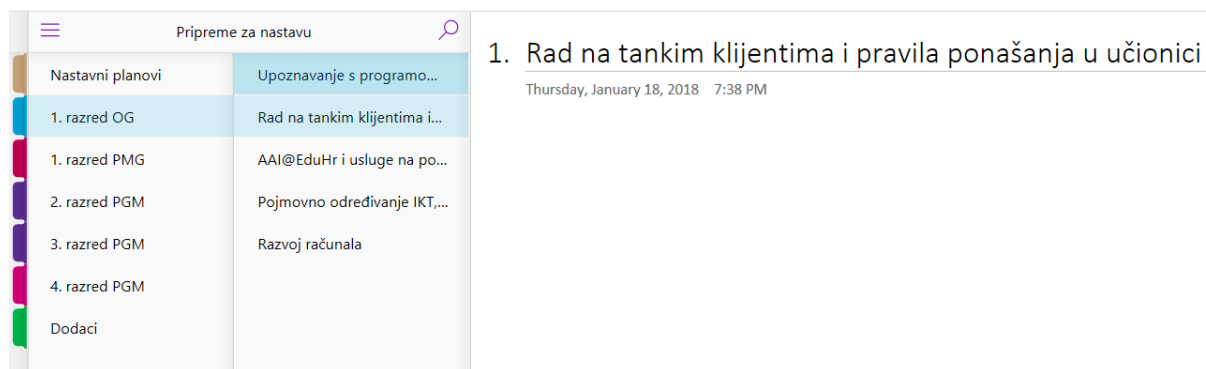 Pripreme za nastavu
Nastavni planovi
1. razred OG
1. razred PMG
2. razred PGM
3. razred PGM
4. razred PGM
Dodaci
Upoznavanje s programo...
Rad na tankim klijentima i...
AAI@EduHr i usluge na po...
Pojmovno određivanje IKT,...
Razvoj računala
1. Rad na tankim klijentima i pravila ponašanja u učionici
Thursday, January 18, 2018 7:38 PM